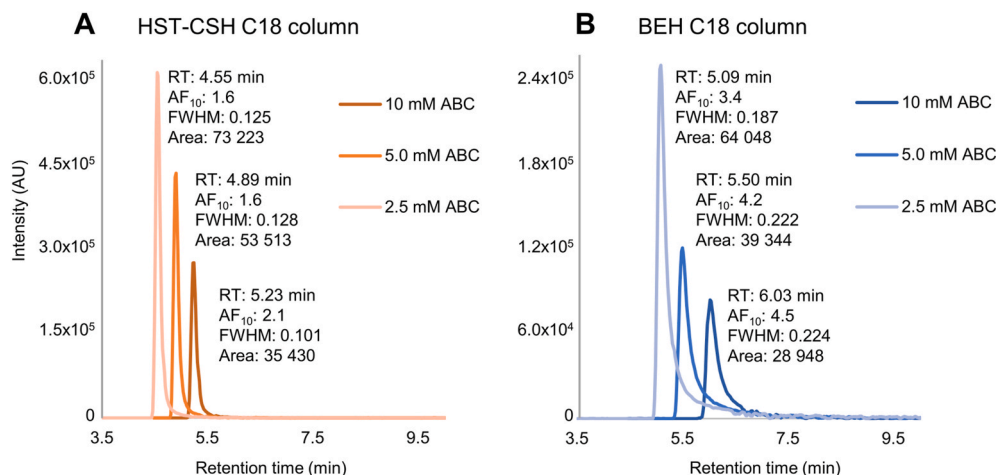 A HST-CSH C18 column
Intensity (AU)
6.0x10⁵
4.5x10⁵
3.0x10⁵
1.5x10⁵
0
RT: 4.55 min
AF₁₀: 1.6
FWHM: 0.125
Area: 73 223
RT: 4.89 min
AF₁₀: 1.6
FWHM: 0.128
Area: 53 513
RT: 5.23 min
AF₁₀: 2.1
FWHM: 0.101
Area: 35 430
10 mM ABC
5.0 mM ABC
2.5 mM ABC
3.5 5.5 7.5 9.5
Retention time (min)
B BEH C18 column
2.4x10⁵
1.8x10⁵
1.2x10⁵
6.0x10⁴
0
RT: 5.09 min
AF₁₀: 3.4
FWHM: 0.187
Area: 64 048
RT: 5.50 min
AF₁₀: 4.2
FWHM: 0.222
Area: 39 344
RT: 6.03 min
AF₁₀: 4.5
FWHM: 0.224
Area: 28 948
10 mM ABC
5.0 mM ABC
2.5 mM ABC
3.5 5.5 7.5 9.5
Retention time (min)